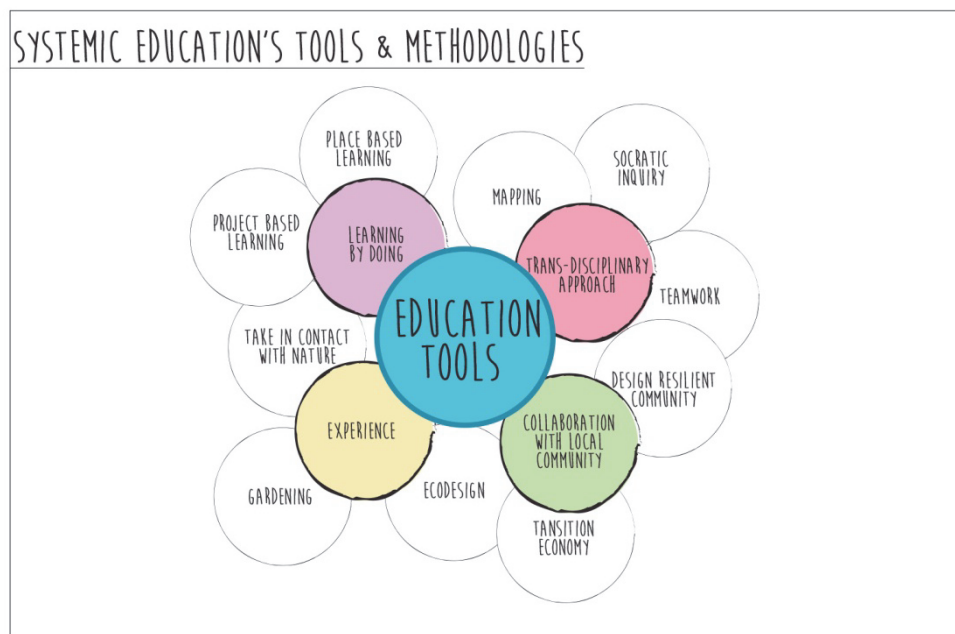 SYSTEMIC EDUCATION'S TOOLS & METHODOLOGIES
PLACE BASED
LEARNING
PROJECT BASED
LEARNING
LEARNING
BY DOING
MAPPING
SOCRATIC
INQUIRY
TRANS-DISCIPLINARY
APPROACH
TEAMWORK
EDUCATION
TOOLS
TAKE IN CONTACT
WITH NATURE
EXPERIENCE
GARDENING
ECODESIGN
DESIGN RESILIENT
COMMUNITY
COLLABORATION
WITH LOCAL
COMMUNITY
TANSITION
ECONOMY